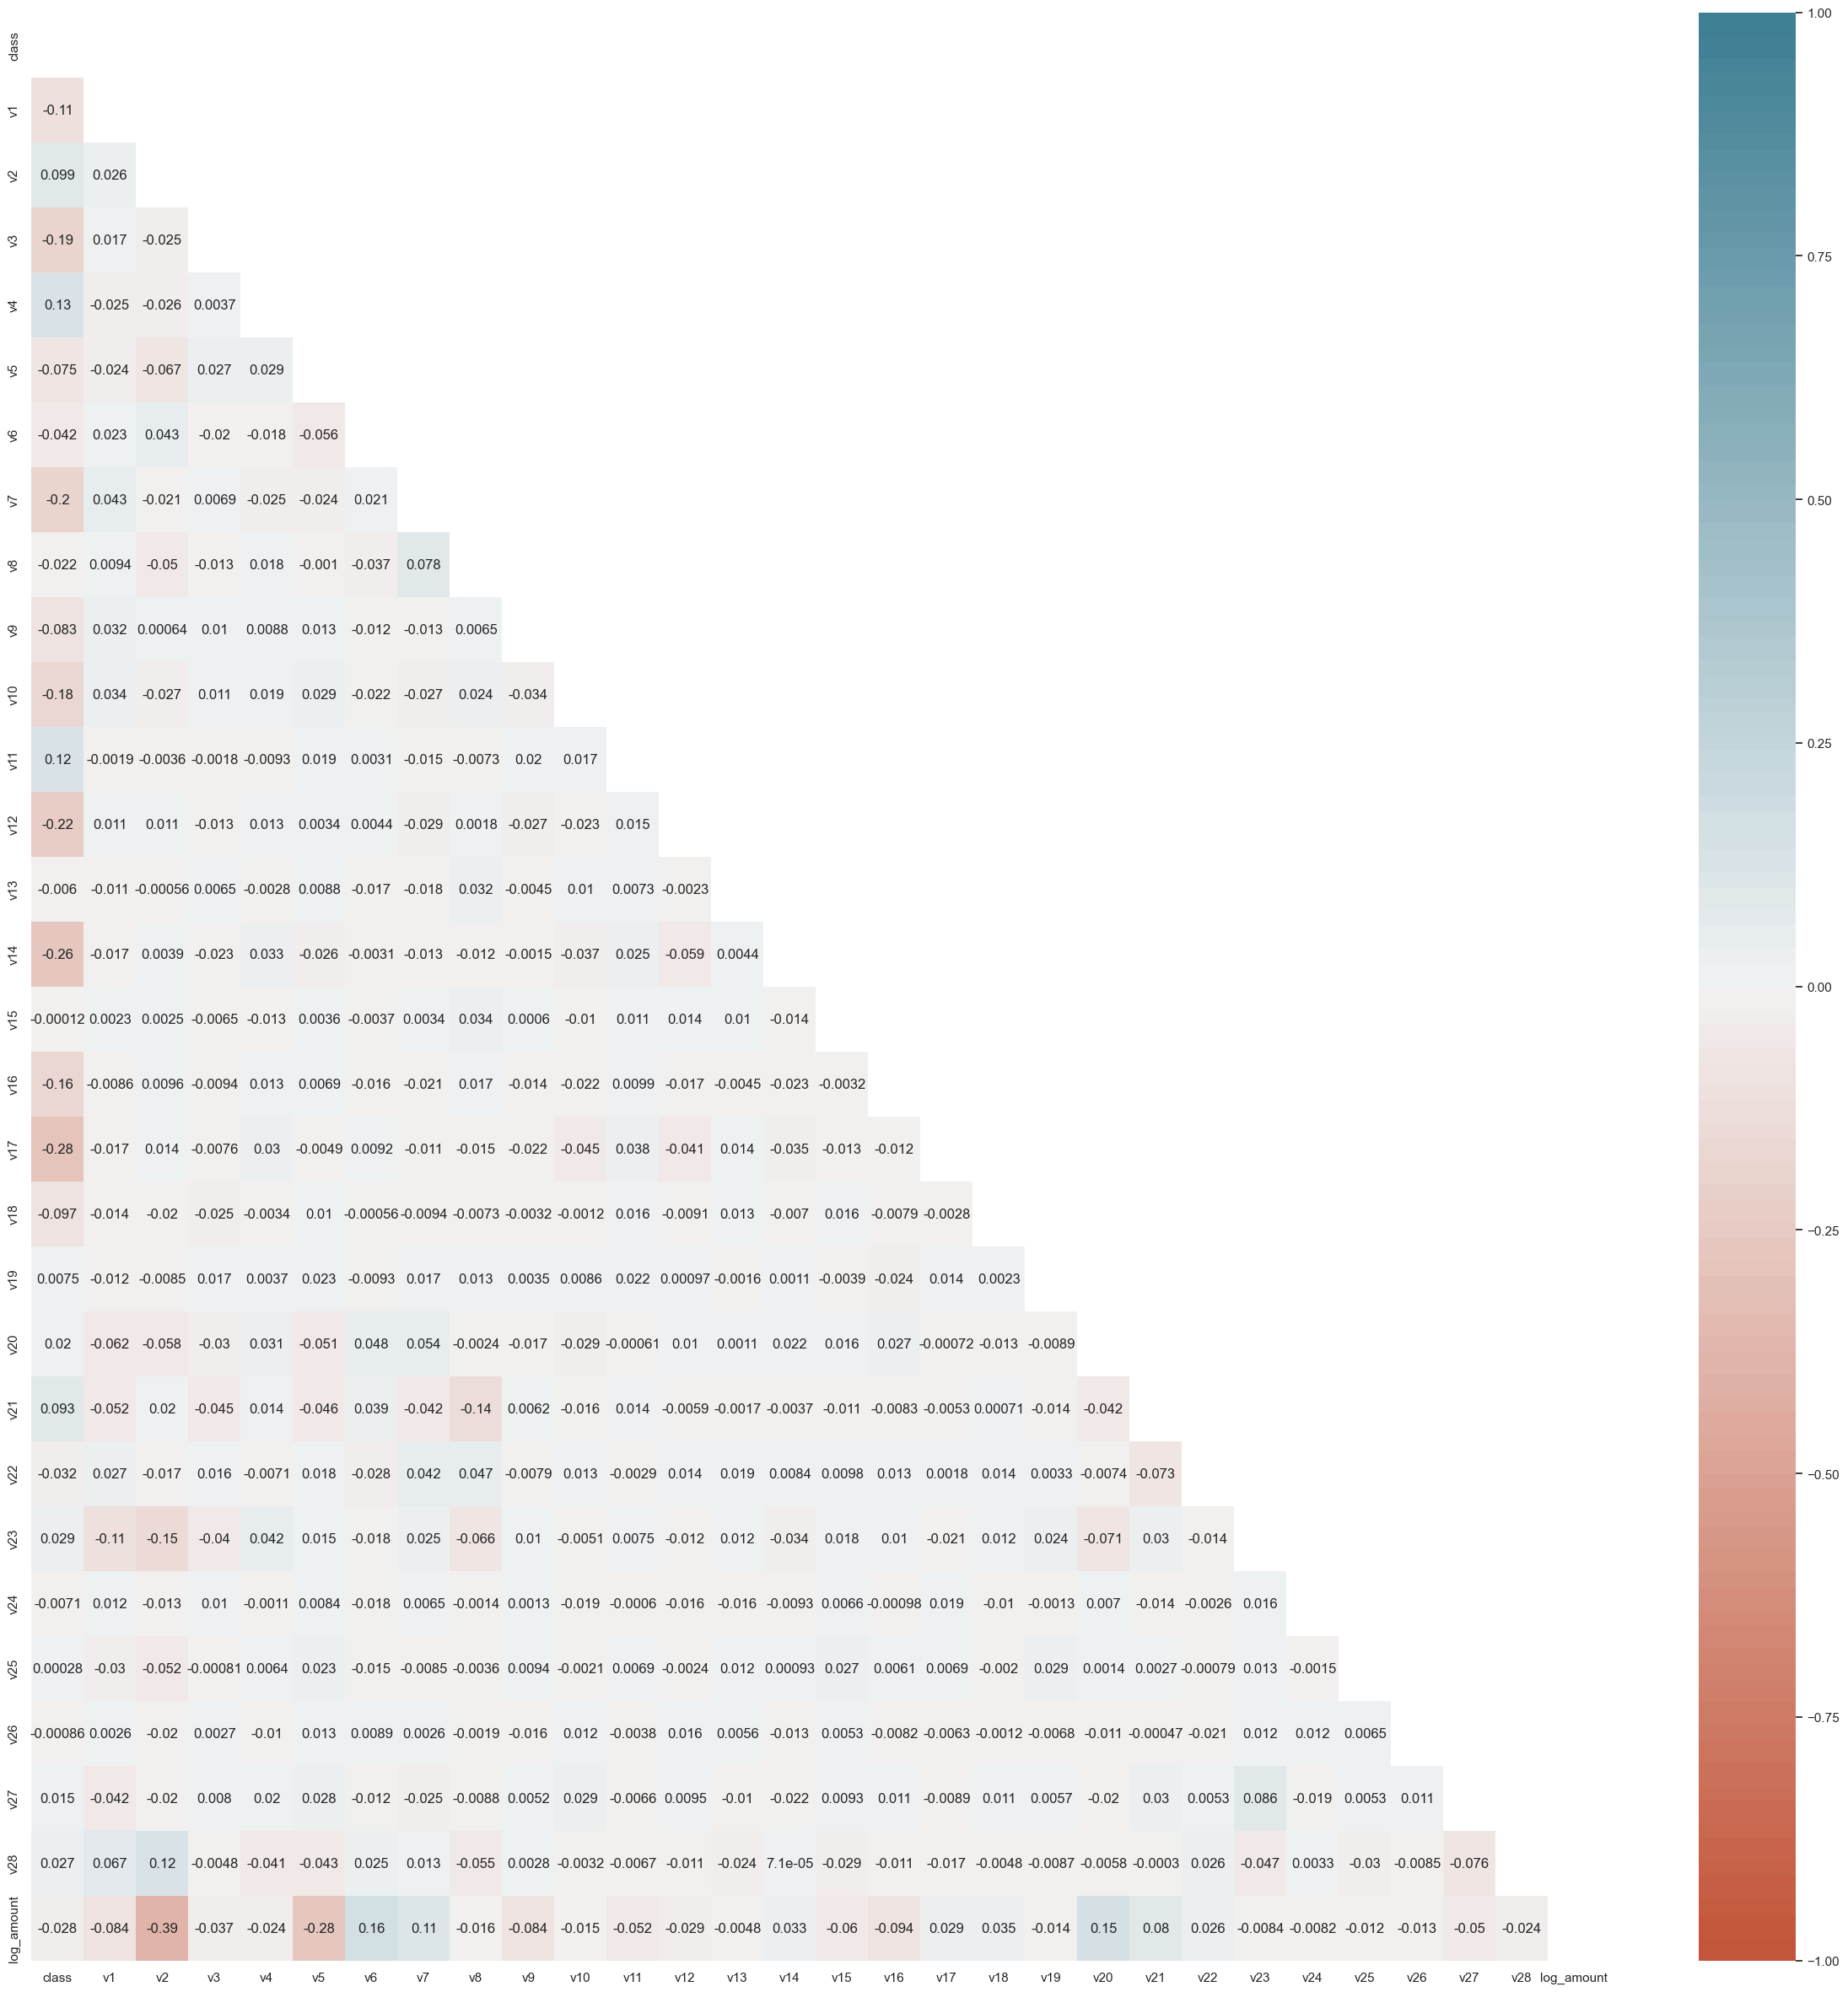 class
v1 -0.11
v2 0.099 0.026
v3 -0.19 0.017 -0.025
v4 0.13 -0.025 -0.026 0.0037
v5 -0.075 -0.024 -0.067 0.027 0.029
v6 -0.042 0.023 0.043 -0.02 -0.018 -0.056
v7 -0.2 0.043 -0.021 0.0069 -0.025 -0.024 0.021
v8 -0.022 0.0094 -0.05 -0.013 0.018 -0.001 -0.037 0.078
v9 -0.083 0.032 0.00064 0.01 0.0088 0.013 -0.012 -0.013 0.0065
v10 -0.18 0.034 -0.027 0.011 0.019 0.029 -0.022 -0.027 0.024 -0.034
v11 0.12 -0.0019 -0.0036 -0.0018 -0.0093 0.019 0.0031 -0.015 -0.0073 0.02 0.017
v12 -0.22 0.011 0.011 -0.013 0.013 0.0034 0.0044 -0.029 0.0018 -0.027 -0.023 0.015
v13 -0.006 -0.011 -0.00056 0.0065 -0.0028 0.0088 -0.017 -0.018 0.032 -0.0045 0.01 0.0073 -0.0023
v14 -0.26 -0.017 0.0039 -0.023 0.033 -0.026 -0.0031 -0.013 -0.012 -0.0015 -0.037 0.025 -0.059 0.0044
v15 -0.00012 0.0023 0.0025 -0.0065 -0.013 0.0036 -0.0037 0.0034 0.034 0.0006 -0.01 0.011 0.014 0.01 -0.014
v16 -0.16 -0.0086 0.0096 -0.0094 0.013 0.0069 -0.016 -0.021 0.017 -0.014 -0.022 0.0099 -0.017 -0.0045 -0.023 -0.0032
v17 -0.28 -0.017 0.014 -0.0076 0.03 -0.0049 0.0092 -0.011 -0.015 -0.022 -0.045 0.038 -0.041 0.014 -0.035 -0.013 -0.012
v18 -0.097 -0.014 -0.02 -0.025 -0.0034 0.01 -0.00056 -0.0094 -0.0073 -0.0032 -0.0012 0.016 -0.0091 0.013 -0.007 0.016 -0.0079 -0.0028
v19 0.0075 -0.012 -0.0085 0.017 0.0037 0.023 -0.0093 0.017 0.013 0.0035 0.0086 0.022 0.00097 -0.0016 0.0011 -0.0039 -0.024 0.014 0.0023
v20 0.02 -0.062 -0.058 -0.03 0.031 -0.051 0.048 0.054 -0.0024 -0.017 -0.029 -0.00061 0.01 0.0011 0.022 0.016 0.027 -0.00072 -0.013 -0.0089
v21 0.093 -0.052 0.02 -0.045 0.014 -0.046 0.039 -0.042 -0.14 0.0062 -0.016 0.014 -0.0059 -0.0017 -0.0037 -0.011 -0.0083 -0.0053 0.00071 -0.014 -0.042
v22 -0.032 0.027 -0.017 0.016 -0.0071 0.018 -0.028 0.042 0.047 -0.0079 0.013 -0.0029 0.014 0.019 0.0084 0.0098 0.013 0.0018 0.014 0.0033 -0.0074 -0.073
v23 0.029 -0.11 -0.15 -0.04 0.042 0.015 -0.018 0.025 -0.066 0.01 -0.0051 0.0075 -0.012 0.012 -0.034 0.018 0.01 -0.021 0.012 0.024 -0.071 0.03 -0.014
v24 -0.0071 0.012 -0.013 0.01 -0.0011 0.0084 -0.018 0.0065 -0.0014 0.0013 -0.019 -0.0006 -0.016 -0.016 -0.0093 0.0066 -0.00098 0.019 -0.01 -0.0013 0.007 -0.014 -0.0026 0.016
v25 0.00028 -0.03 -0.052 -0.00081 0.0064 0.023 -0.015 -0.0085 -0.0036 0.0094 -0.0021 0.0069 -0.0024 0.012 0.00093 0.027 0.0061 0.0069 -0.002 0.029 0.0014 0.0027 -0.00079 0.013 -0.0015
v26 -0.00086 0.0026 -0.02 0.0027 -0.01 0.013 0.0089 0.0026 -0.0019 -0.016 0.012 -0.0038 0.016 0.0056 -0.013 0.0053 -0.0082 -0.0063 -0.0012 -0.0068 -0.011 -0.00047 -0.021 0.012 0.012 0.0065
v27 0.015 -0.042 -0.02 0.008 0.02 0.028 -0.012 -0.025 -0.0088 0.0052 0.029 -0.0066 0.0095 -0.01 -0.022 0.0093 0.011 -0.0089 0.011 0.0057 -0.02 0.03 0.0053 0.086 -0.019 0.0053 0.011
v28 0.027 0.067 0.12 -0.0048 -0.041 -0.043 0.025 0.013 -0.055 0.0028 -0.0032 -0.0067 -0.011 -0.024 7.1e-05 -0.029 -0.011 -0.017 -0.0048 -0.0087 -0.0058 -0.0003 0.026 -0.047 0.0033 -0.03 -0.0085 -0.076
log_amount -0.028 -0.084 -0.39 -0.037 -0.024 -0.28 0.16 0.11 -0.016 -0.084 -0.015 -0.052 -0.029 -0.0048 0.033 -0.06 -0.094 0.029 0.035 -0.014 0.15 0.08 0.026 -0.0084 -0.0082 -0.012 -0.013 -0.05 -0.024
class v1 v2 v3 v4 v5 v6 v7 v8 v9 v10 v11 v12 v13 v14 v15 v16 v17 v18 v19 v20 v21 v22 v23 v24 v25 v26 v27 v28 log_amount
1.00
0.75
0.50
0.25
0.00
−0.25
−0.50
−0.75
−1.00